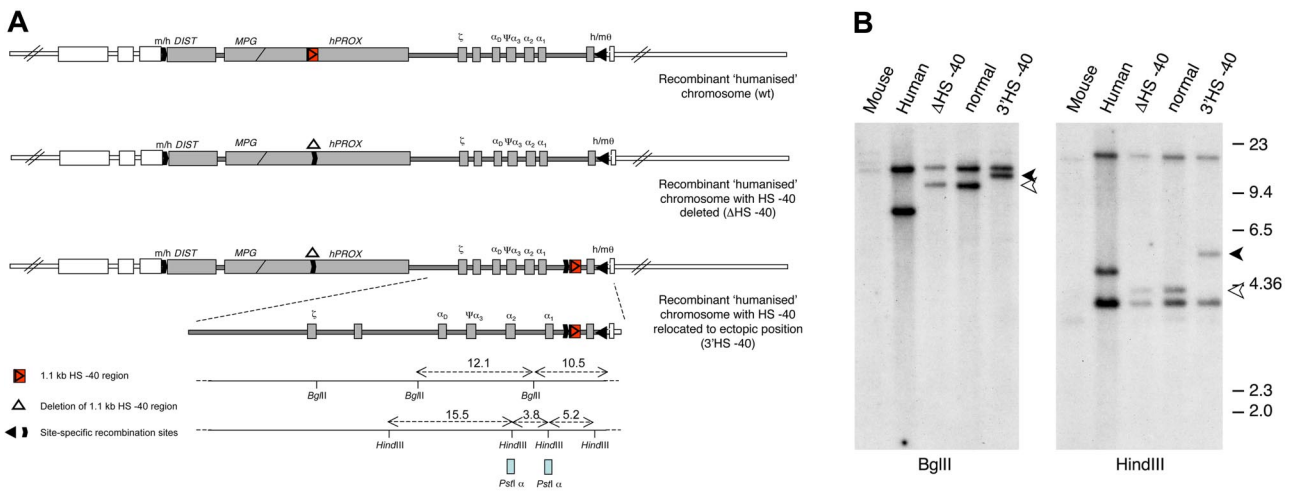 A
m/h DIST MPG hPROX ζ αD Ψα3 α2 α1 h/mθ
Recombinant 'humanised'
chromosome (wt)
m/h DIST MPG hPROX ζ αD Ψα3 α2 α1 h/mθ
Recombinant 'humanised'
chromosome with HS -40
deleted (ΔHS -40)
m/h DIST MPG hPROX ζ αD Ψα3 α2 α1 h/mθ
Recombinant 'humanised'
chromosome with HS -40
relocated to ectopic position
(3'HS -40)
ζ αD Ψα3 α2 α1
1.1 kb HS -40 region
Deletion of 1.1 kb HS -40 region
Site-specific recombination sites
12.1 10.5
BglII BglII BglII
15.5 3.8 5.2
HindIII HindIII HindIII HindIII
PstI α PstI α
B
Mouse Human ΔHS -40 normal 3'HS -40
Mouse Human ΔHS -40 normal 3'HS -40
23
9.4
6.5
4.36
2.3
2.0
BglII HindIII